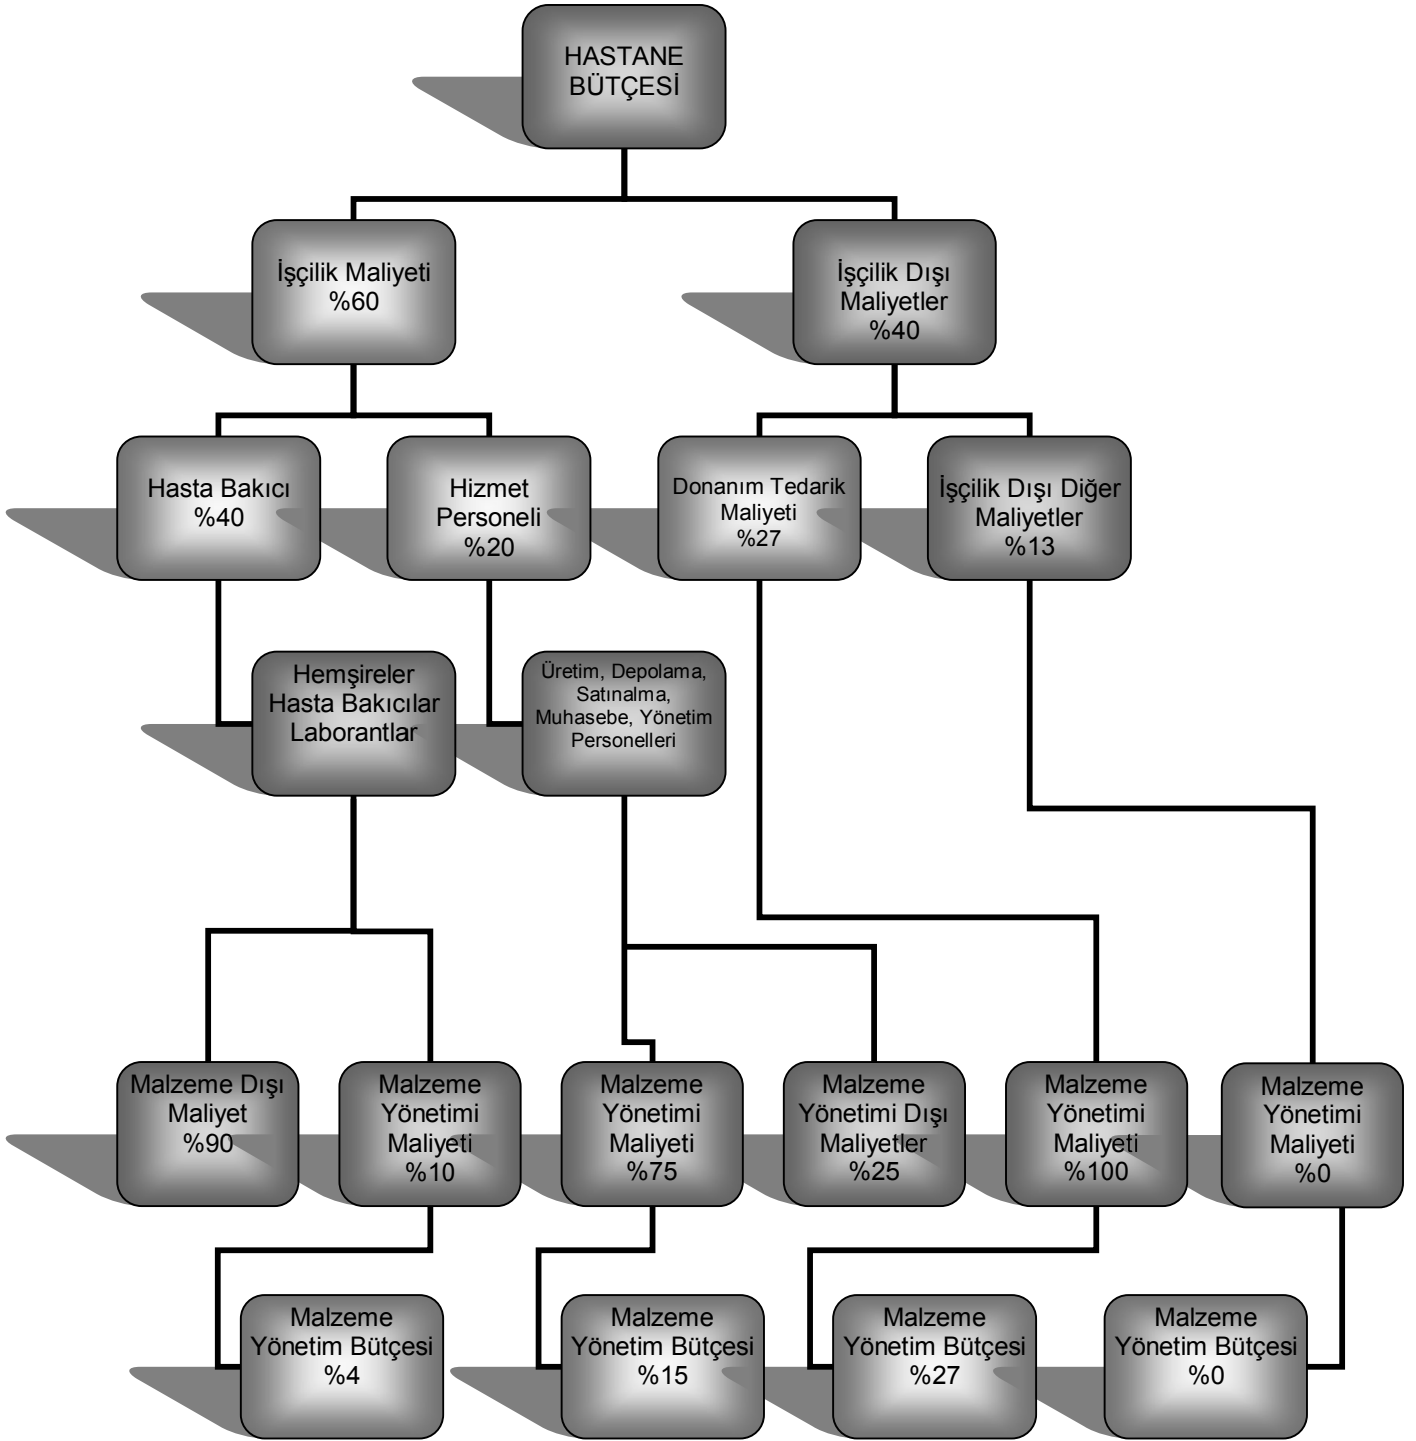 HASTANE
BÜTÇESİ
İşçilik Maliyeti
%60
İşçilik Dışı
Maliyetler
%40
Hasta Bakıcı
%40
Hizmet
Personeli
%20
Donanım Tedarik
Maliyeti
%27
İşçilik Dışı Diğer
Maliyetler
%13
Hemşireler
Hasta Bakıcılar
Laborantlar
Üretim, Depolama,
Satınalma,
Muhasebe, Yönetim
Personelleri
Malzeme Dışı
Maliyet
%90
Malzeme
Yönetimi
Maliyeti
%10
Malzeme
Yönetimi
Maliyeti
%75
Malzeme
Yönetimi Dışı
Maliyetler
%25
Malzeme
Yönetimi
Maliyeti
%100
Malzeme
Yönetimi
Maliyeti
%0
Malzeme
Yönetim Bütçesi
%4
Malzeme
Yönetim Bütçesi
%15
Malzeme
Yönetim Bütçesi
%27
Malzeme
Yönetim Bütçesi
%0